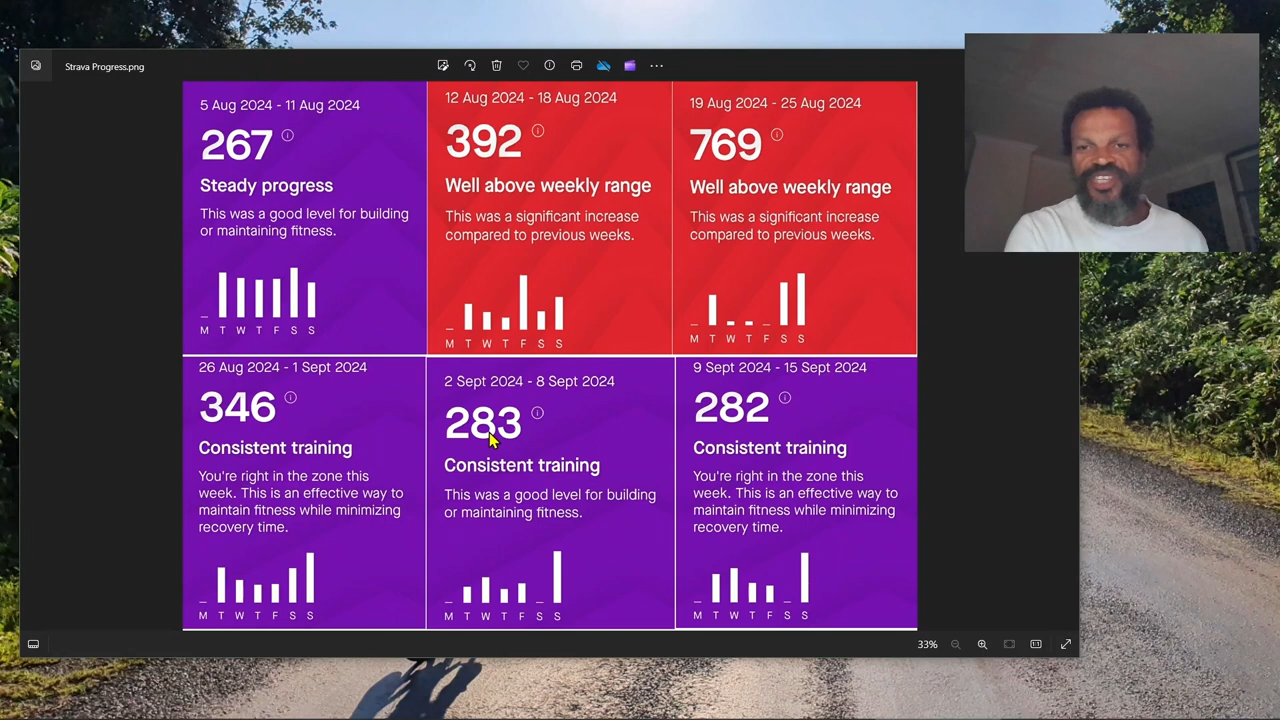 Strava Progress.png
5 Aug 2024 - 11 Aug 2024
267
Steady progress
This was a good level for building
or maintaining fitness.
M T W T F S S
12 Aug 2024 - 18 Aug 2024
392
Well above weekly range
This was a significant increase
compared to previous weeks.
M T W T F S S
19 Aug 2024 - 25 Aug 2024
769
Well above weekly range
This was a significant increase
compared to previous weeks.
M T W T F S S
26 Aug 2024 - 1 Sept 2024
346
Consistent training
You're right in the zone this
week. This is an effective way to
maintain fitness while minimizing
recovery time.
M T W T F S S
2 Sept 2024 - 8 Sept 2024
283
Consistent training
This was a good level for building
or maintaining fitness.
M T W T F S S
9 Sept 2024 - 15 Sept 2024
282
Consistent training
You're right in the zone this
week. This is an effective way to
maintain fitness while minimizing
recovery time.
M T W T F S S
33%